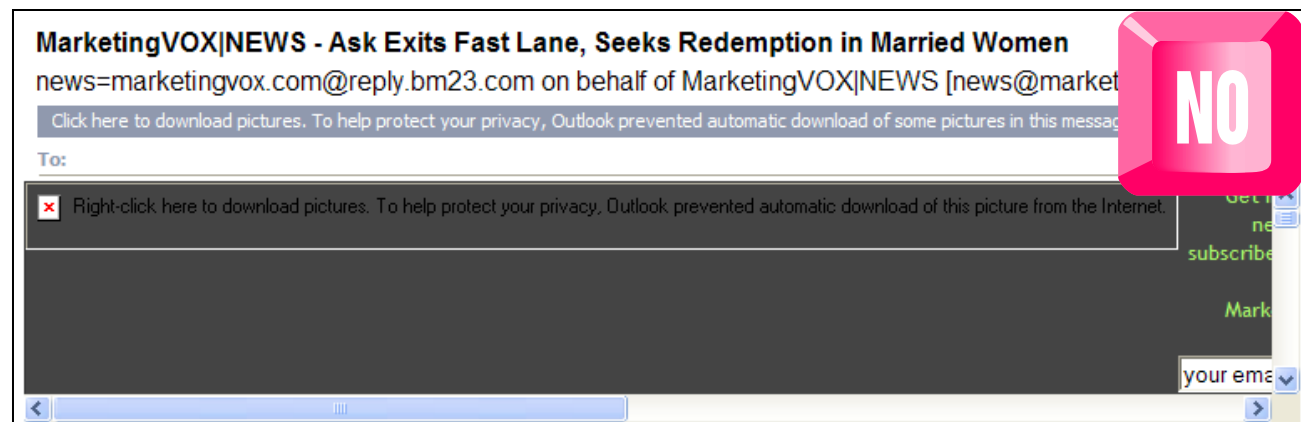 MarketingVOX|NEWS - Ask Exits Fast Lane, Seeks Redemption in Married Women
NO
news=marketingvox.com@reply.bm23.com on behalf of MarketingVOX|NEWS [news@market
Click here to download pictures. To help protect your privacy, Outlook prevented automatic download of some pictures in this messag
To:
Right-click here to download pictures. To help protect your privacy, Outlook prevented automatic download of this picture from the Internet.
Get
ne
subscribe
Mark
your ema